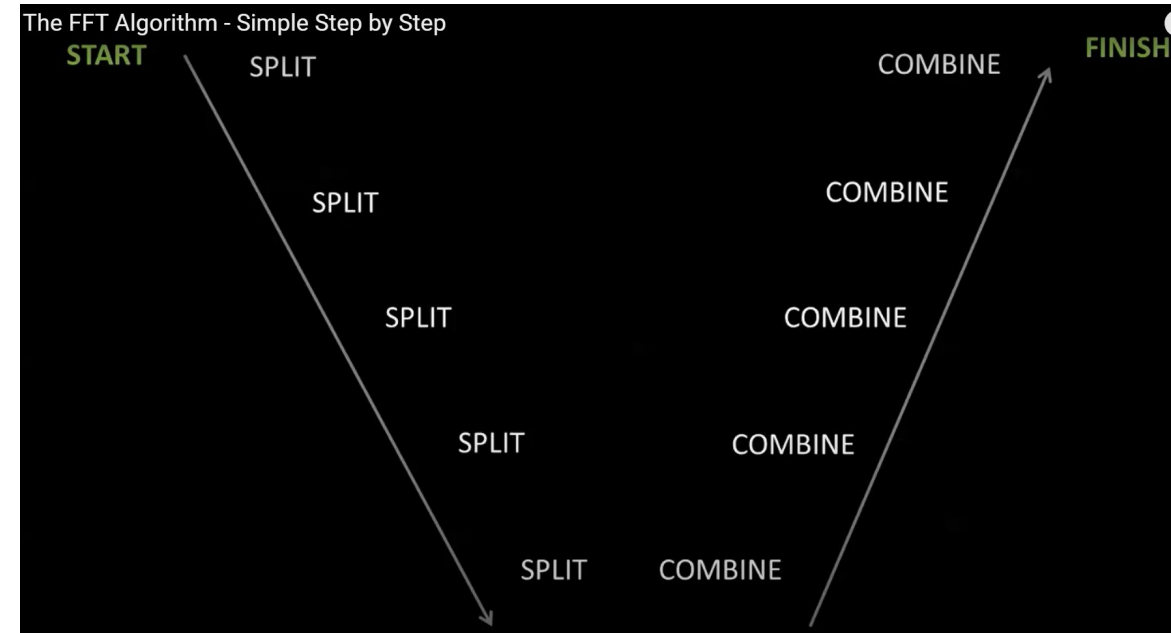 The FFT Algorithm - Simple Step by Step
START
SPLIT
COMBINE
FINISH
SPLIT
COMBINE
SPLIT
COMBINE
SPLIT
COMBINE
SPLIT
COMBINE